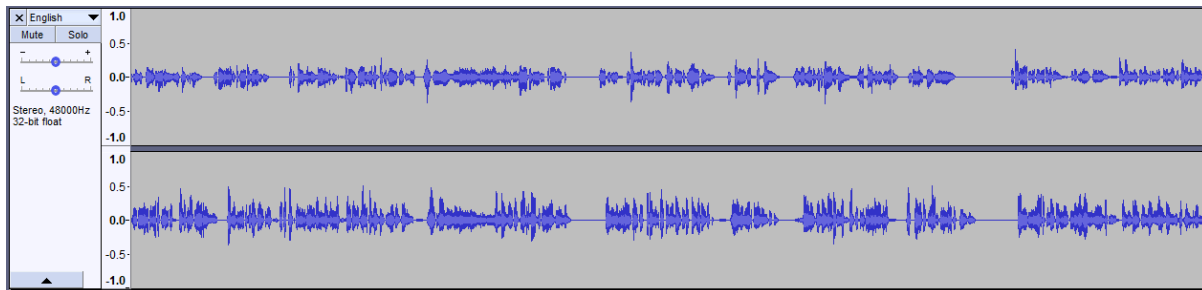 × English ▼
Mute Solo
- +
L R
Stereo, 48000Hz
32-bit float
▲
1.0
0.5-
0.0-
-0.5-
-1.0
1.0
0.5-
0.0-
-0.5-
-1.0